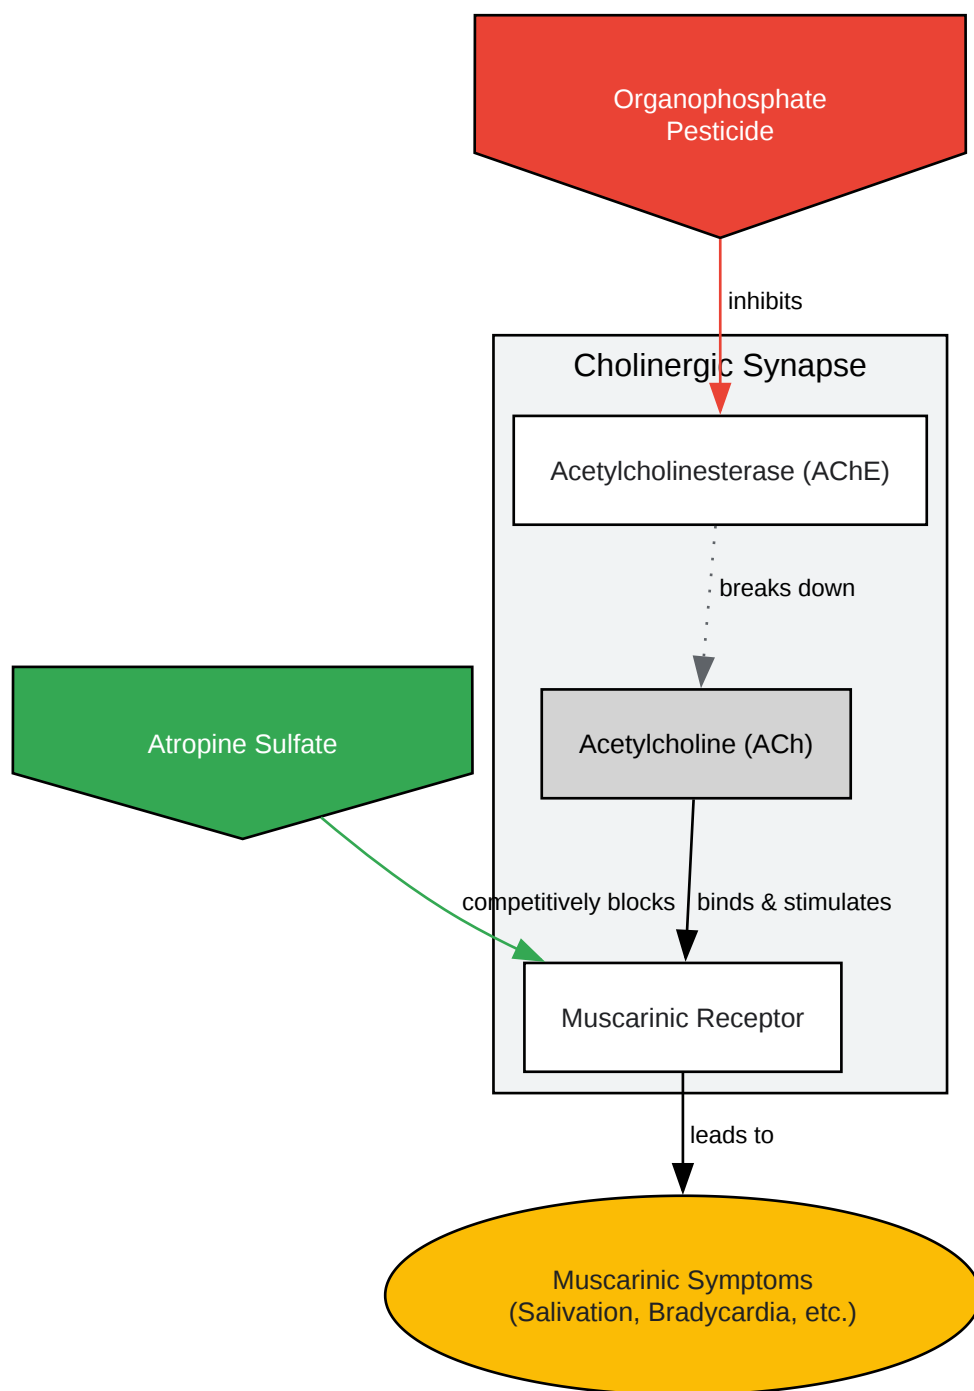 Organophosphate
Pesticide
inhibits
Cholinergic Synapse
Acetylcholinesterase (AChE)
breaks down
Atropine Sulfate
Acetylcholine (ACh)
competitively blocks
binds & stimulates
Muscarinic Receptor
leads to
Muscarinic Symptoms
(Salivation, Bradycardia, etc.)